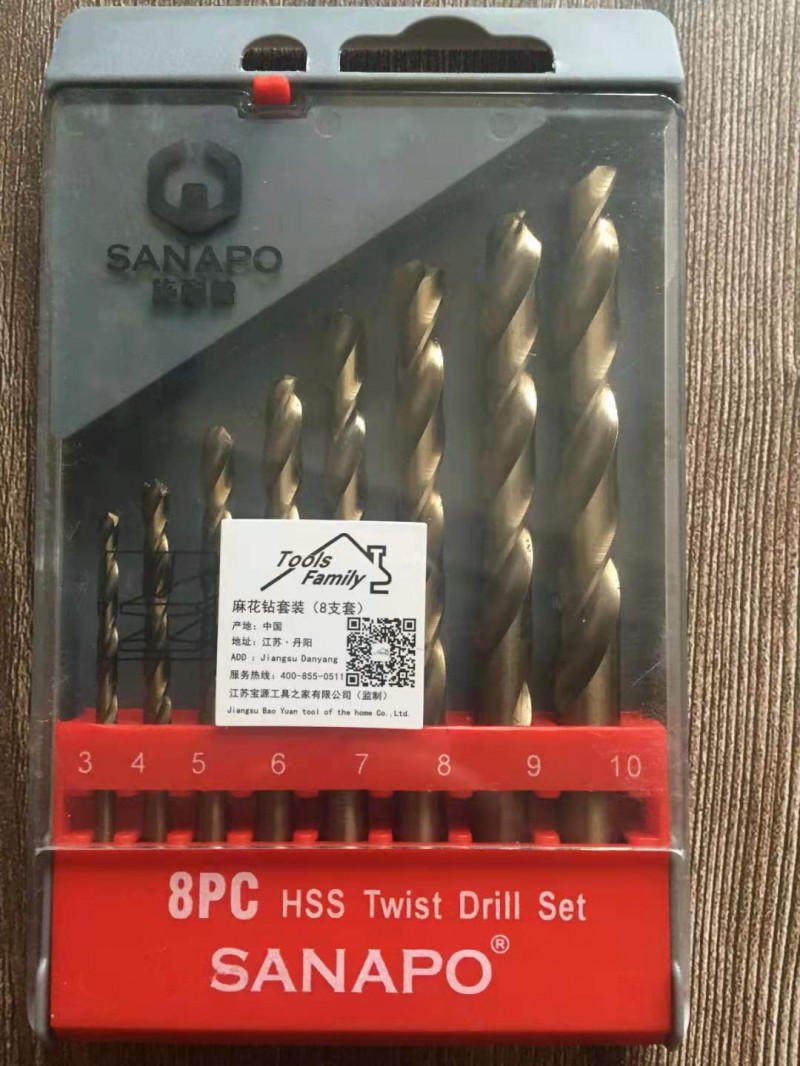 SANAPO
Tools
Family
麻花钻套装（8支套）
产地：中国
地址：江苏·丹阳
ADD：Jiangsu Danyang
服务热线：400-855-0511
江苏宝源工具之家有限公司（监制）
Jiangsu Bao Yuan tool of the home Co.,Ltd.
3 4 5 6 7 8 9 10
8PC HSS Twist Drill Set
SANAPO®